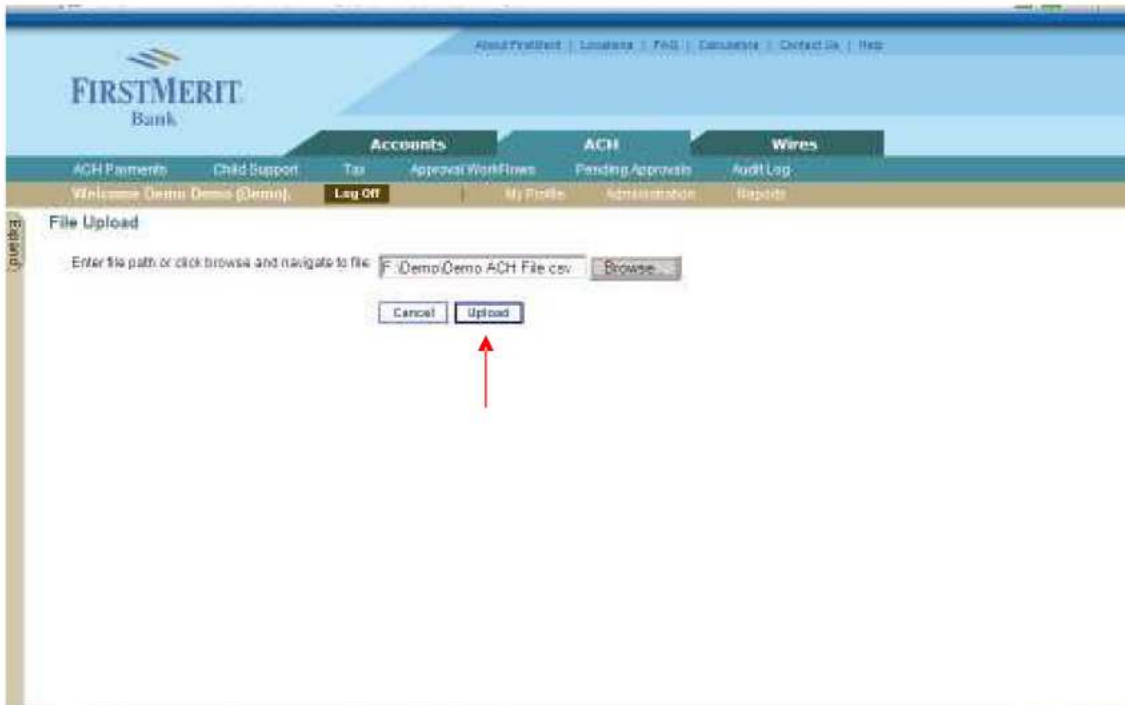 About FirstMerit | Locations | FAQ | Calculators | Contact Us | Help
FIRSTMERIT
Bank
Accounts ACH Wires
ACH Payments Child Support Tax Approval WorkFlows Pending Approvals Audit Log
Welcome Demo Demo (Demo). Log Off | My Profile Administration Reports
Expand
File Upload
Enter file path or click browse and navigate to file F:\Demo\Demo ACH File.csv Browse...
Cancel Upload